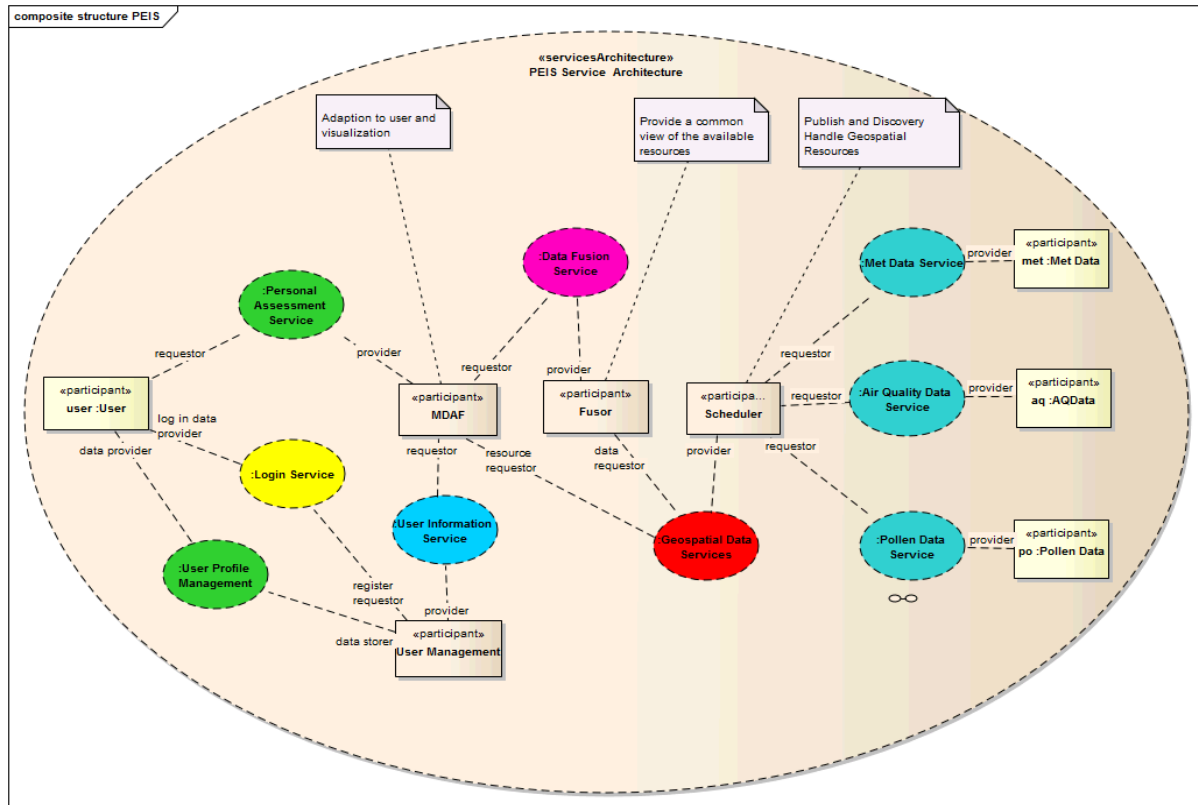 composite structure PEIS
«servicesArchitecture»
PEIS Service Architecture
Adaption to user and
visualization
Provide a common
view of the available
resources
Publish and Discovery
Handle Geospatial
Resources
:Data Fusion
Service
:Met Data Service
provider
«participant»
met :Met Data
:Personal
Assessment
Service
requestor
provider
requestor
provider
requestor
«participant»
user :User
«participant»
MDAF
«participant»
Fusor
«participa...
Scheduler
requestor
:Air Quality Data
Service
provider
«participant»
aq :AQData
log in data
provider
data provider
requestor
resource
requestor
data
requestor
provider
requestor
:Login Service
:User Information
Service
:Geospatial Data
Services
:Pollen Data
Service
provider
«participant»
po :Pollen Data
:User Profile
Management
register
requestor
provider
data storer
«participant»
User Management